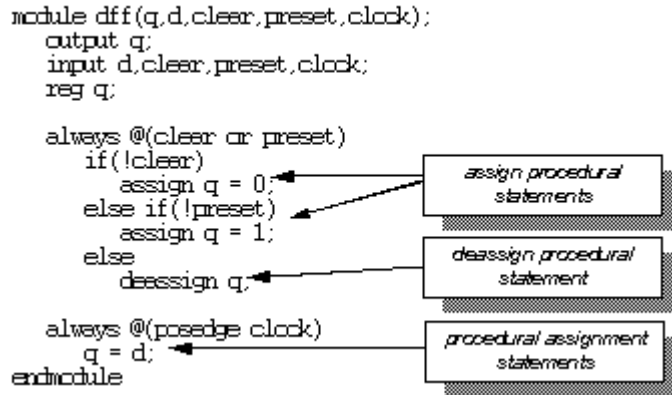 module dff(q,d,clear,preset,clock);
output q;
input d,clear,preset,clock;
reg q;
always @(clear or preset)
if(!clear)
assign q = 0;
else if(!preset)
assign q = 1;
else
deassign q;
always @(posedge clock)
q = d;
endmodule
assign procedural
statements
deassign procedural
statement
procedural assignment
statements